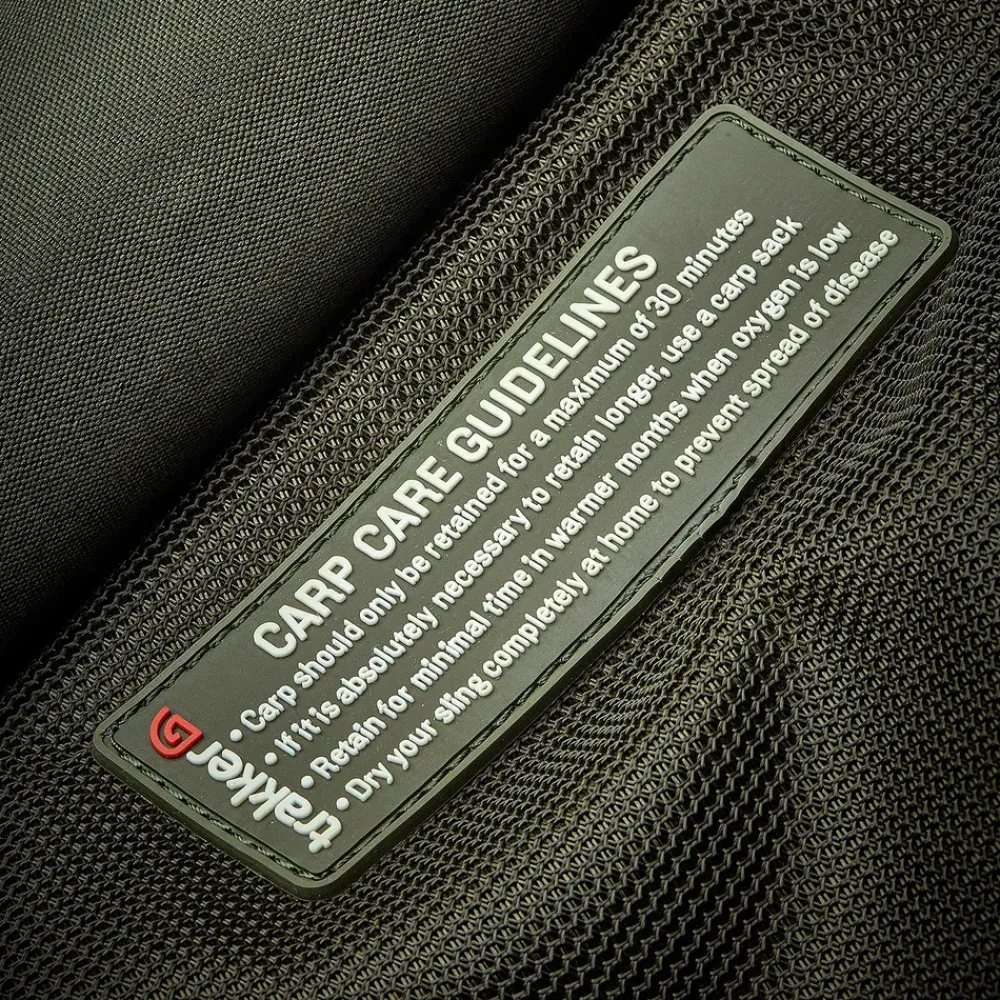 CARP CARE GUIDELINES
• Carp should only be retained for a maximum of 30 minutes
• If it is absolutely necessary to retain longer, use a carp sack
• Retain for minimal time in warmer months when oxygen is low
• Dry your sling completely at home to prevent spread of disease
trakker